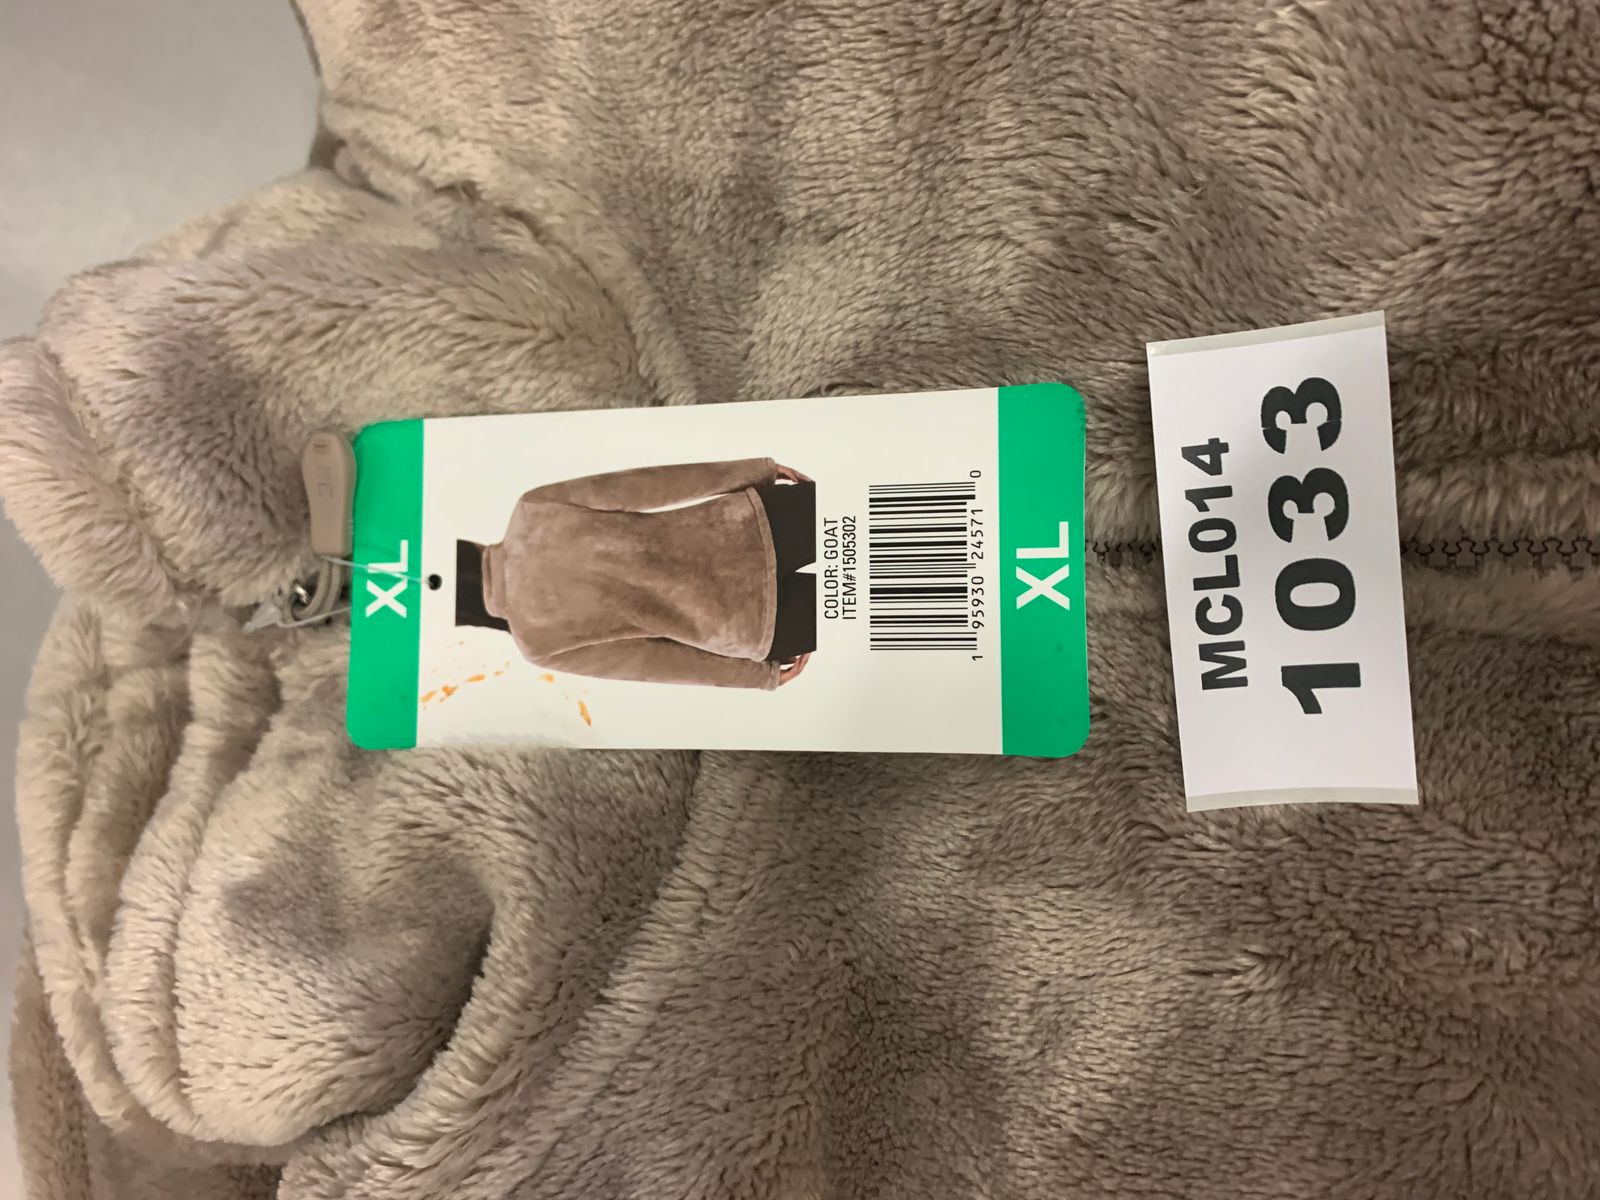 XL
COLOR: GOAT
ITEM#1505302
1 95930 24571 0
XL
MCL014
1033